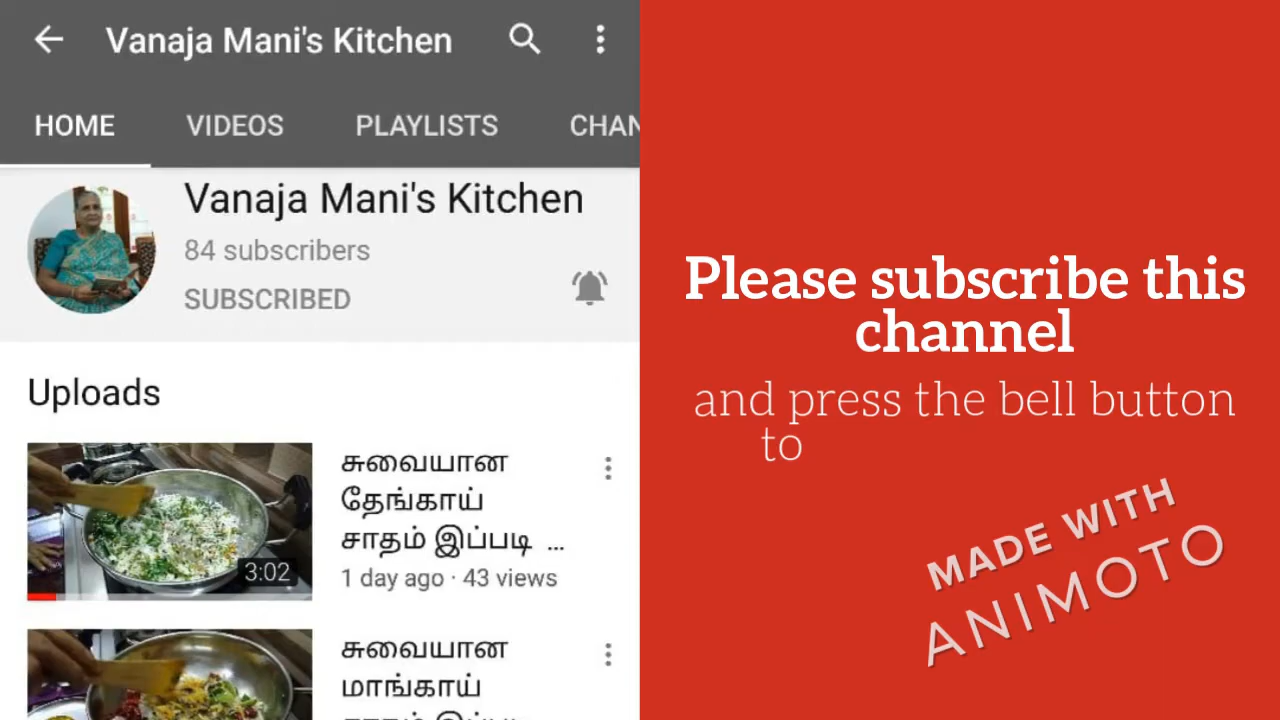 Vanaja Mani's Kitchen
HOME VIDEOS PLAYLISTS CHAN
Vanaja Mani's Kitchen
84 subscribers
SUBSCRIBED
Uploads
சுவையான
தேங்காய்
சாதம் இப்படி ...
3:02
1 day ago · 43 views
சுவையான
மாங்காய்
Please subscribe this
channel
and press the bell button
to
MADE WITH
ANIMOTO